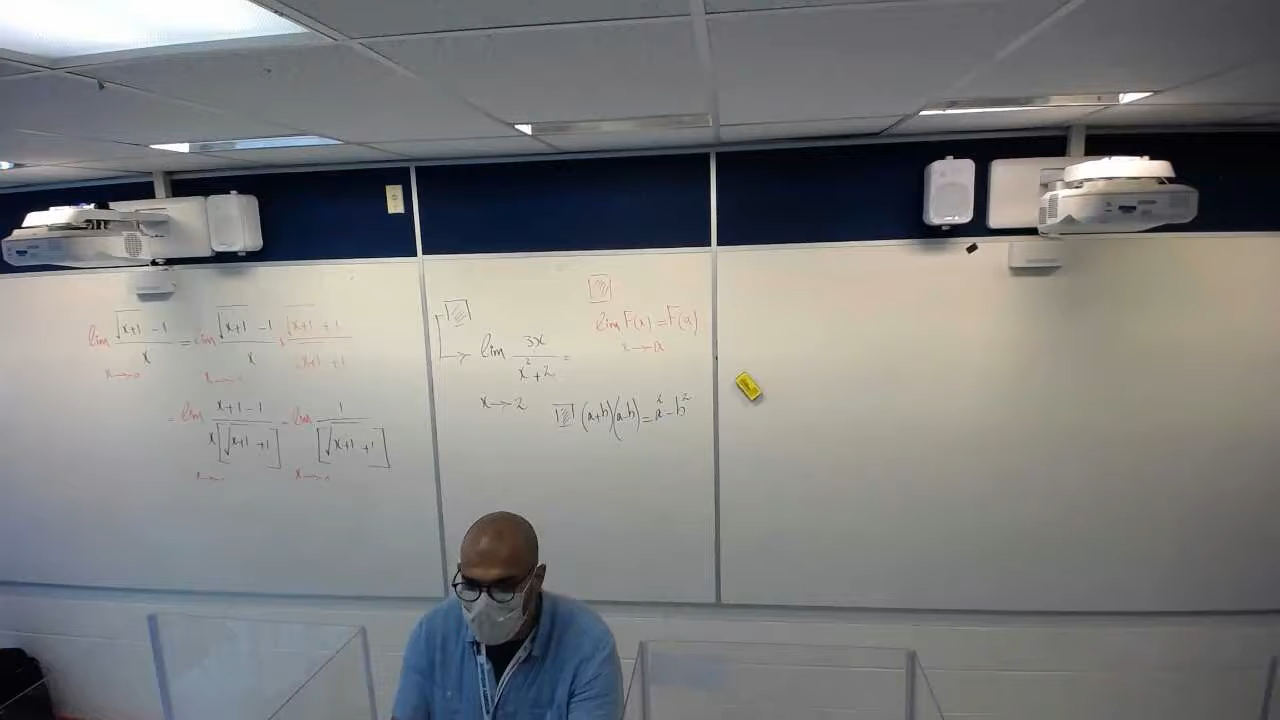 lim (√(x+1) - 1)/x = lim (√(x+1) - 1)/x × (√(x+1) + 1)/(√(x+1) + 1)
x→0 x→0
= lim (x+1-1)/(x[√(x+1) + 1]) = lim 1/[√(x+1) + 1]
x→ x→
lim F(x) = F(a)
x→a
lim 3x/(x²+2) =
x→2
(a+b)(a-b) = a² - b²